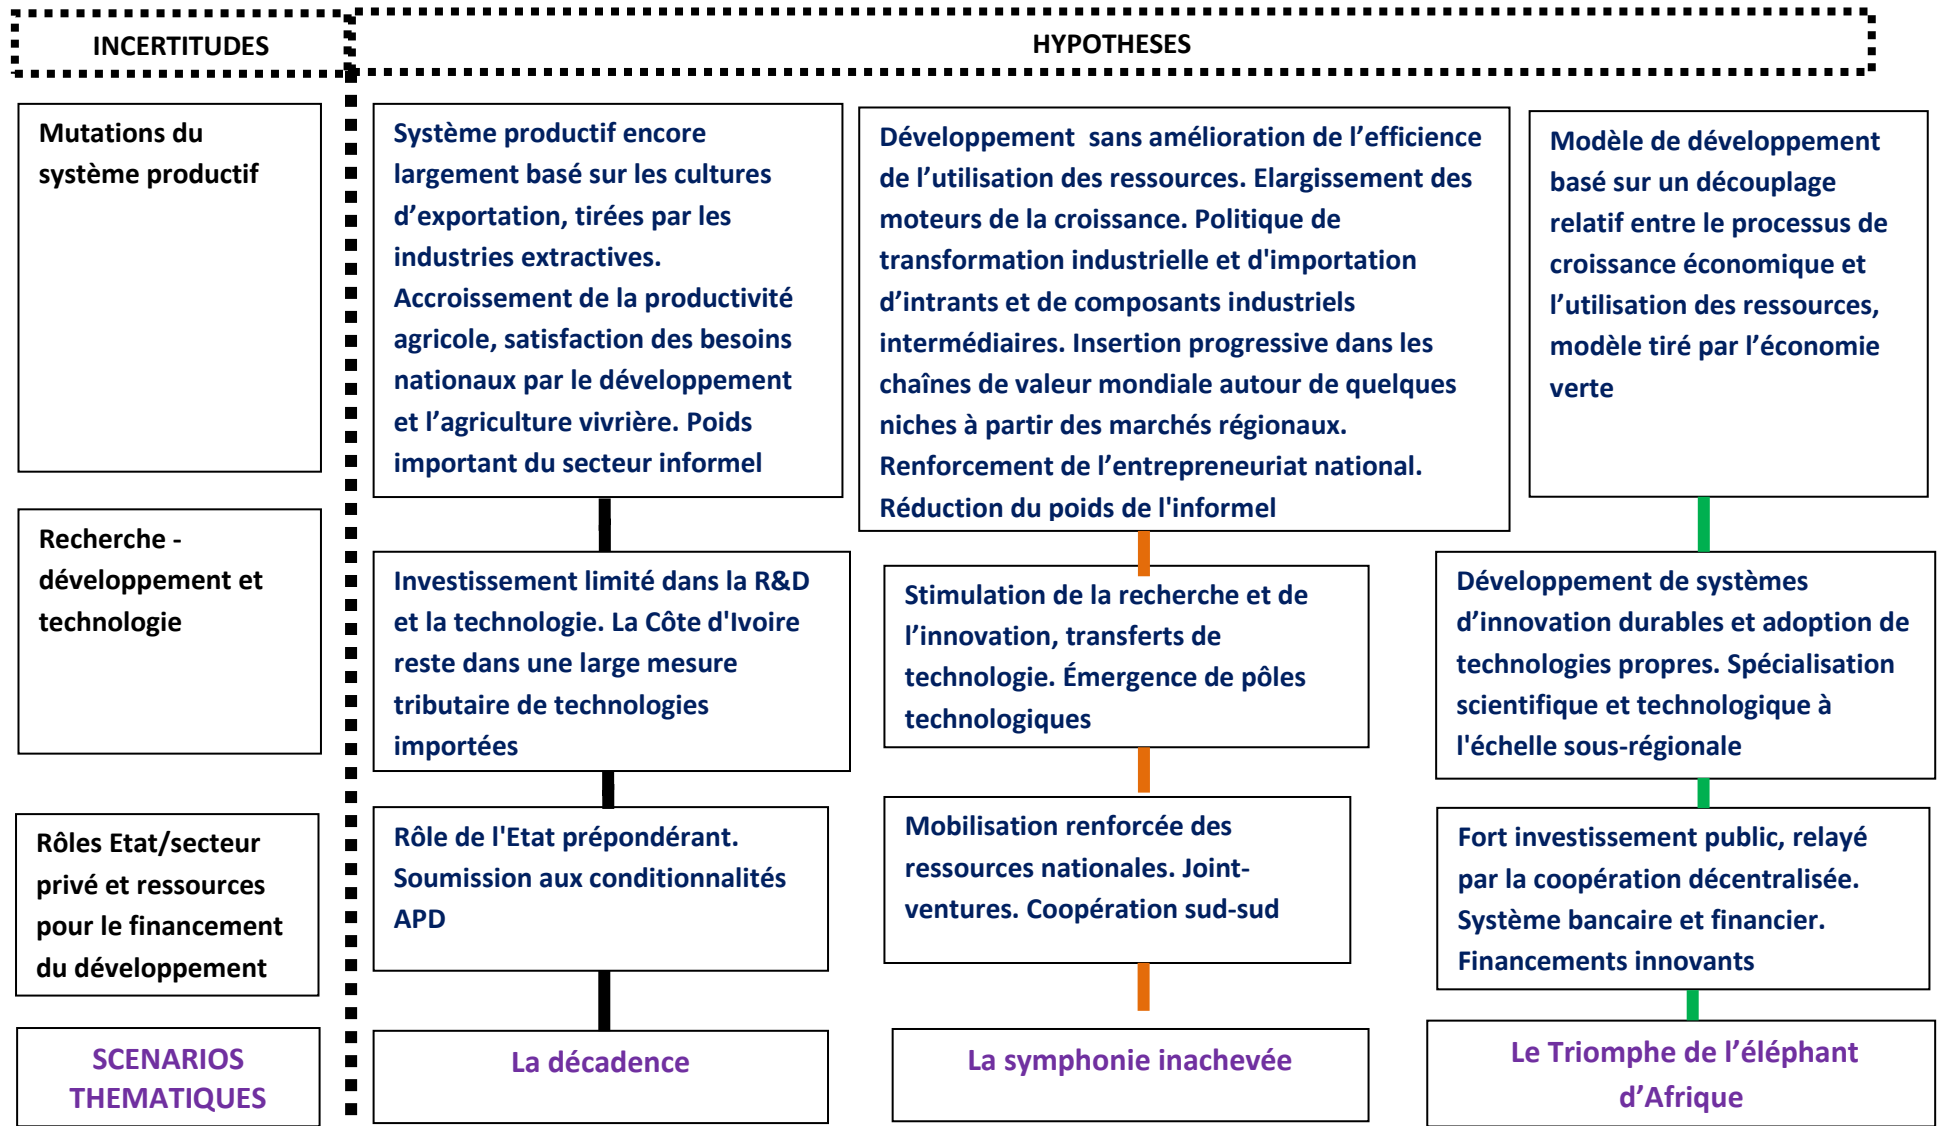 INCERTITUDES
HYPOTHESES
Mutations du
système productif
Système productif encore
largement basé sur les cultures
d’exportation, tirées par les
industries extractives.
Accroissement de la productivité
agricole, satisfaction des besoins
nationaux par le développement
et l’agriculture vivrière. Poids
important du secteur informel
Développement  sans amélioration de l’efficience
de l’utilisation des ressources. Elargissement des
moteurs de la croissance. Politique de
transformation industrielle et d'importation
d’intrants et de composants industriels
intermédiaires. Insertion progressive dans les
chaînes de valeur mondiale autour de quelques
niches à partir des marchés régionaux.
Renforcement de l’entrepreneuriat national.
Réduction du poids de l'informel
Modèle de développement
basé sur un découplage
relatif entre le processus de
croissance économique et
l’utilisation des ressources,
modèle tiré par l’économie
verte
Recherche -
développement et
technologie
Investissement limité dans la R&D
et la technologie. La Côte d'Ivoire
reste dans une large mesure
tributaire de technologies
importées
Stimulation de la recherche et de
l’innovation, transferts de
technologie. Émergence de pôles
technologiques
Développement de systèmes
d’innovation durables et adoption de
technologies propres. Spécialisation
scientifique et technologique à
l'échelle sous-régionale
Rôles Etat/secteur
privé et ressources
pour le financement
du développement
Rôle de l'Etat prépondérant.
Soumission aux conditionnalités
APD
Mobilisation renforcée des
ressources nationales. Joint-
ventures. Coopération sud-sud
Fort investissement public, relayé
par la coopération décentralisée.
Système bancaire et financier.
Financements innovants
SCENARIOS
THEMATIQUES
La décadence
La symphonie inachevée
Le Triomphe de l’éléphant
d’Afrique